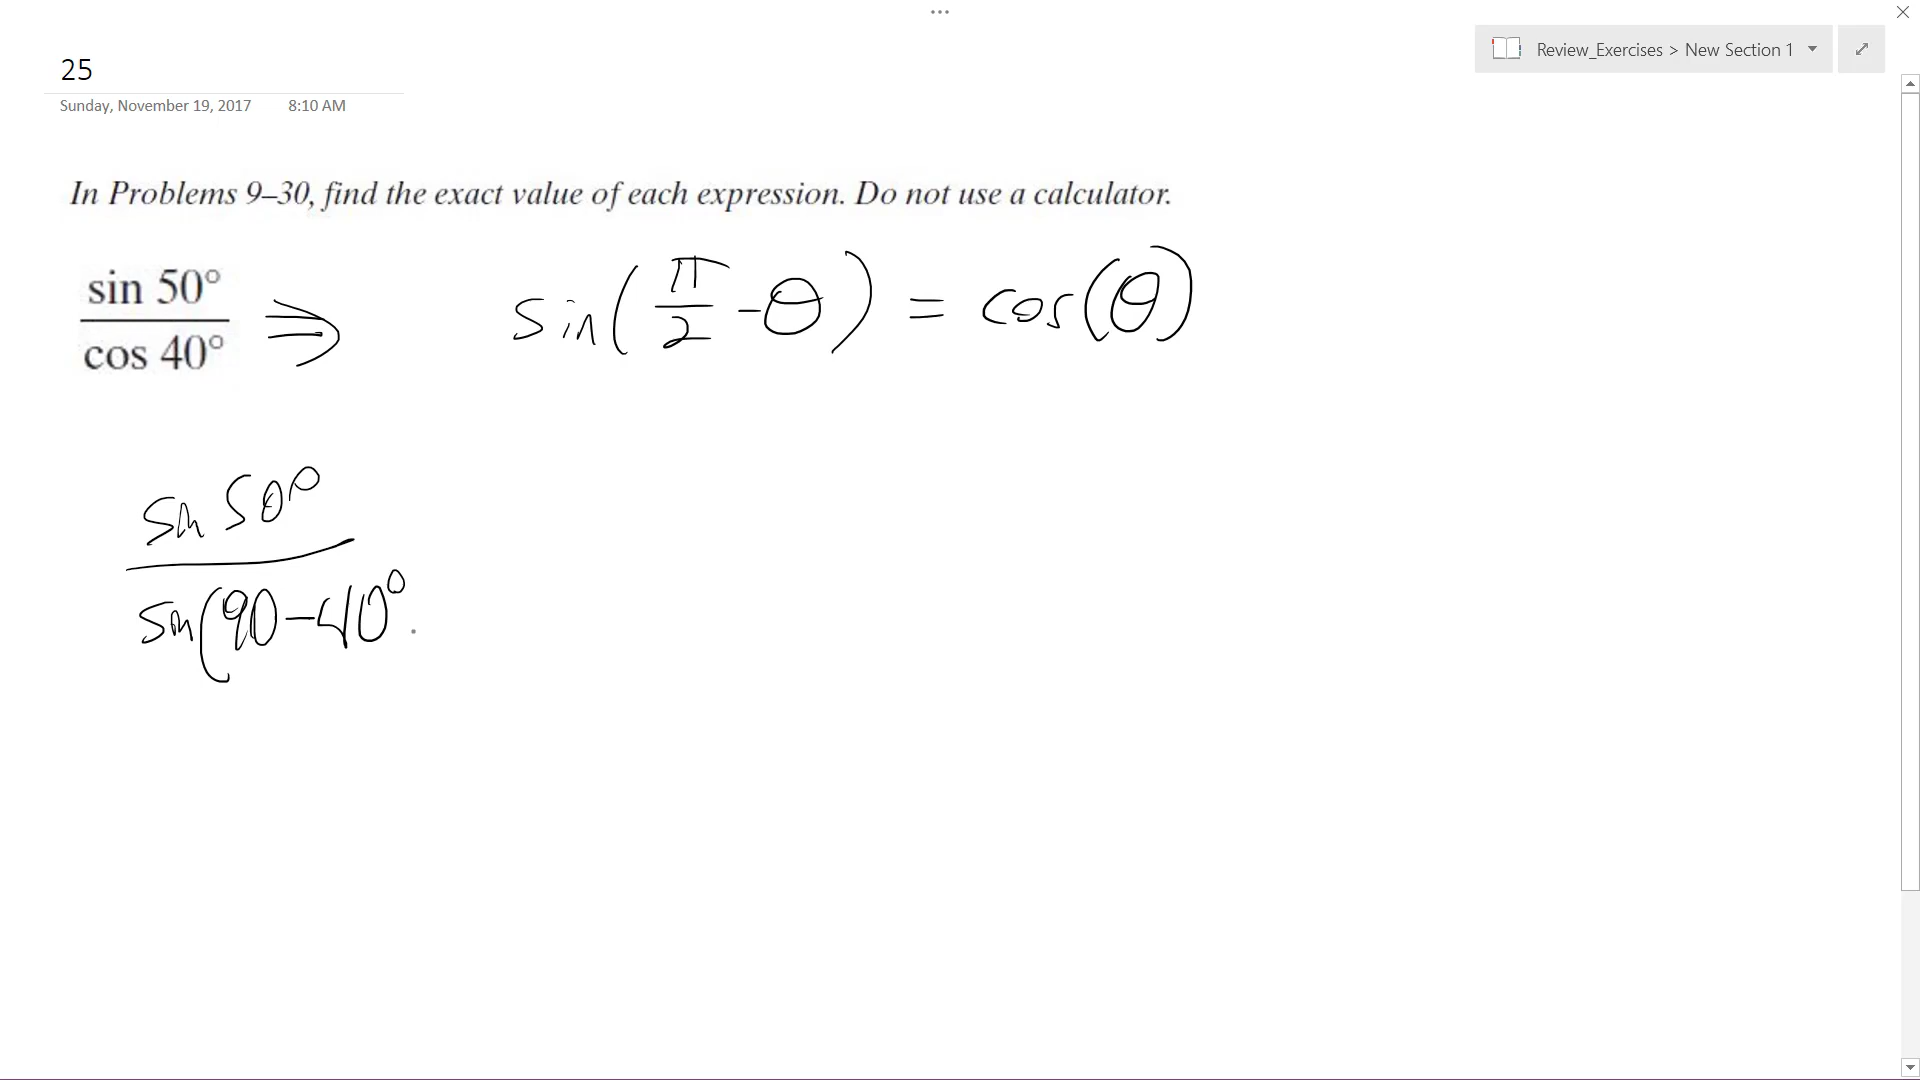 Review_Exercises > New Section 1
25
Sunday, November 19, 2017 8:10 AM
In Problems 9–30, find the exact value of each expression. Do not use a calculator.
sin 50°
cos 40°
⇒ sin(π/2 - θ) = cos(θ)
sin 50°
sin(90-40°